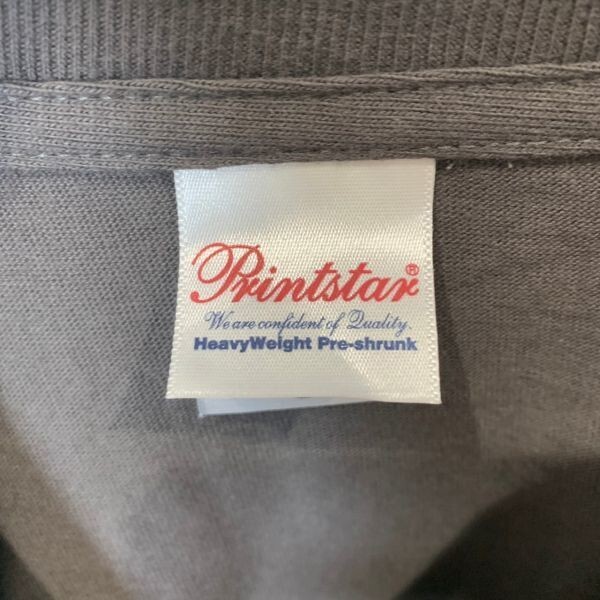 Printstar®
We are confident of Quality.
HeavyWeight Pre-shrunk